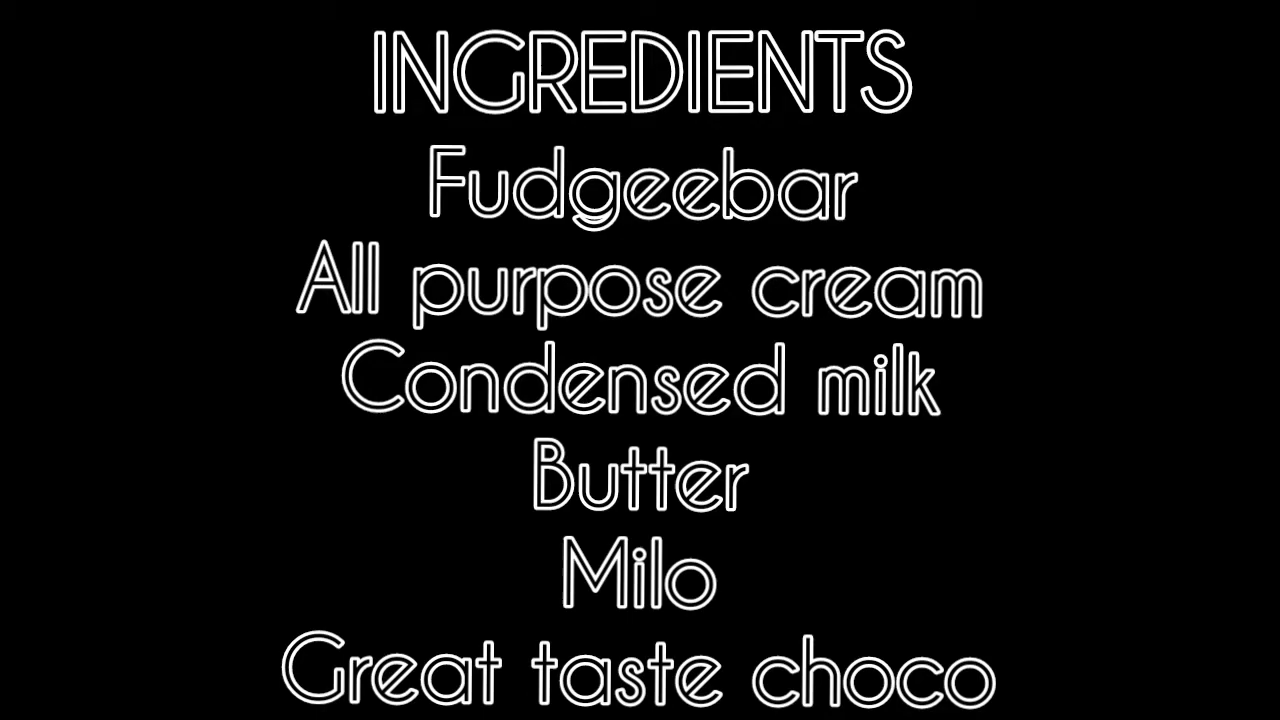 INGREDIENTS
Fudgeebar
All purpose cream
Condensed milk
Butter
Milo
Great taste choco